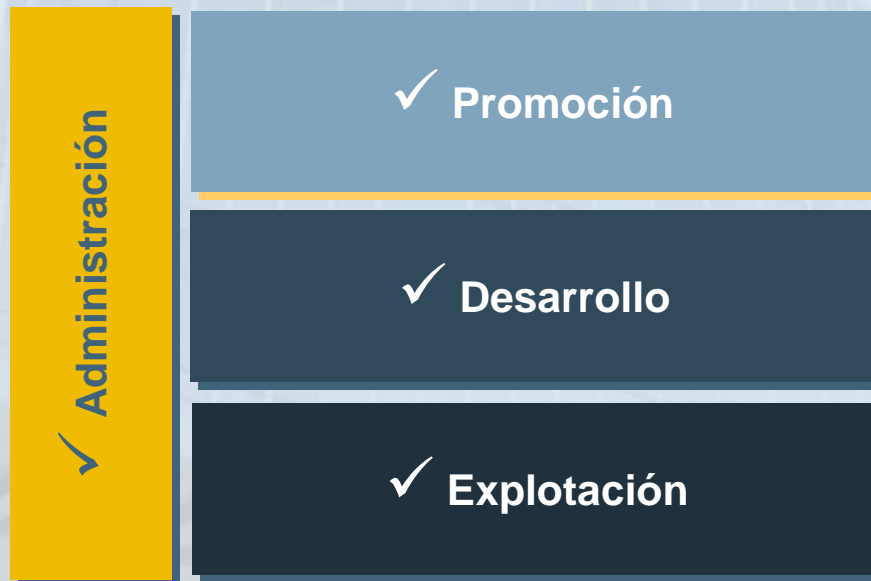 ✓ Administración
✓ Promoción
✓ Desarrollo
✓ Explotación